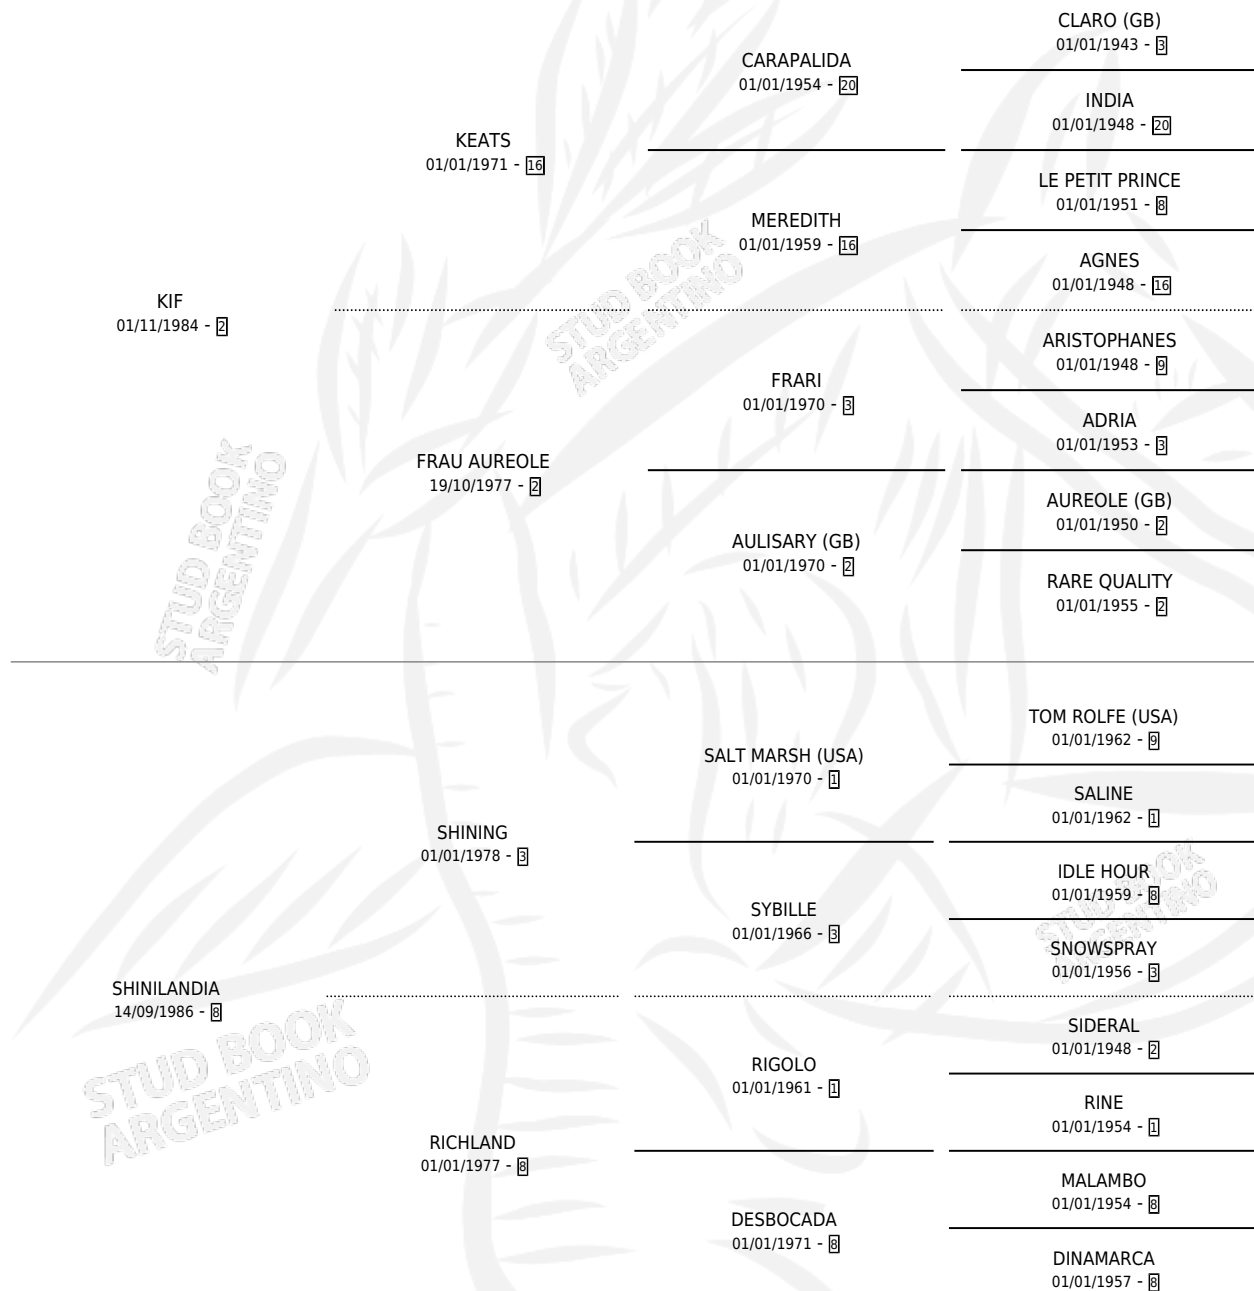 CLARO (GB)
01/01/1943 - 3
CARAPALIDA
01/01/1954 - 20
INDIA
01/01/1948 - 20
KEATS
01/01/1971 - 16
LE PETIT PRINCE
01/01/1951 - 8
MEREDITH
01/01/1959 - 16
AGNES
01/01/1948 - 16
KIF
01/11/1984 - 2
ARISTOPHANES
01/01/1948 - 9
FRARI
01/01/1970 - 3
ADRIA
01/01/1953 - 3
FRAU AUREOLE
19/10/1977 - 2
AUREOLE (GB)
01/01/1950 - 2
AULISARY (GB)
01/01/1970 - 2
RARE QUALITY
01/01/1955 - 2
STUD BOOK
ARGENTINO
STUD BOOK
ARGENTINO
TOM ROLFE (USA)
01/01/1962 - 9
SALT MARSH (USA)
01/01/1970 - 1
SALINE
01/01/1962 - 1
SHINING
01/01/1978 - 3
IDLE HOUR
01/01/1959 - 8
SYBILLE
01/01/1966 - 3
SNOWSPRAY
01/01/1956 - 3
STUD BOOK
ARGENTINO
SHINILANDIA
14/09/1986 - 8
STUD BOOK
ARGENTINO
SIDERAL
01/01/1948 - 2
RIGOLO
01/01/1961 - 1
RINE
01/01/1954 - 1
RICHLAND
01/01/1977 - 8
MALAMBO
01/01/1954 - 8
DESBOCADA
01/01/1971 - 8
DINAMARCA
01/01/1957 - 8